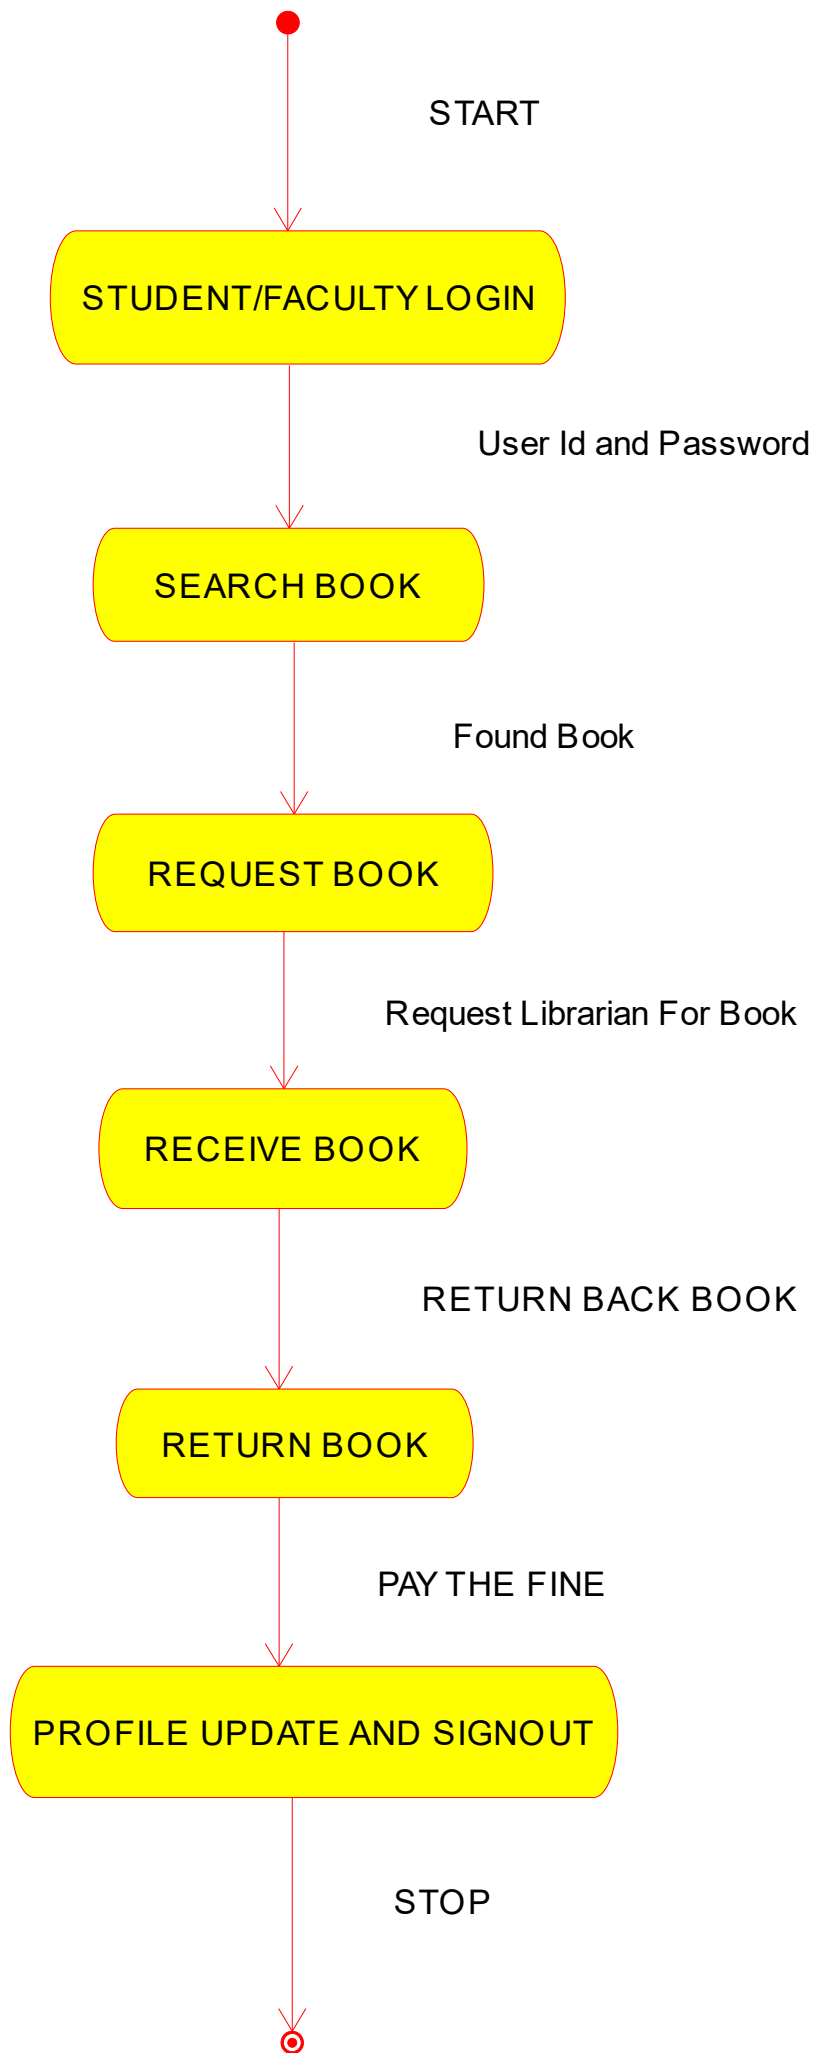 START
STUDENT/FACULTY LOGIN
User Id and Password
SEARCH BOOK
Found Book
REQUEST BOOK
Request Librarian For Book
RECEIVE BOOK
RETURN BACK BOOK
RETURN BOOK
PAY THE FINE
PROFILE UPDATE AND SIGNOUT
STOP